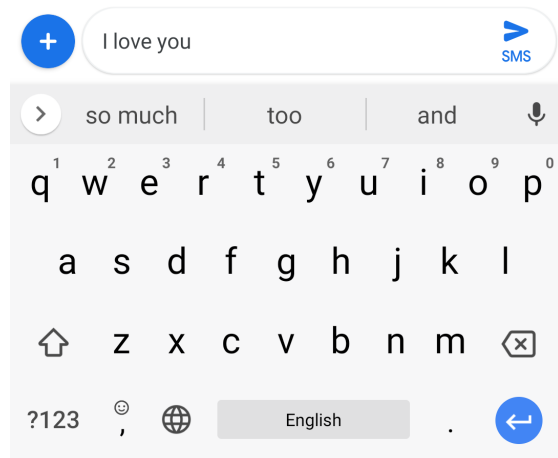 I love you
SMS
so much too and
1 2 3 4 5 6 7 8 9 0
q w e r t y u i o p
a s d f g h j k l
z x c v b n m
?123 , English .